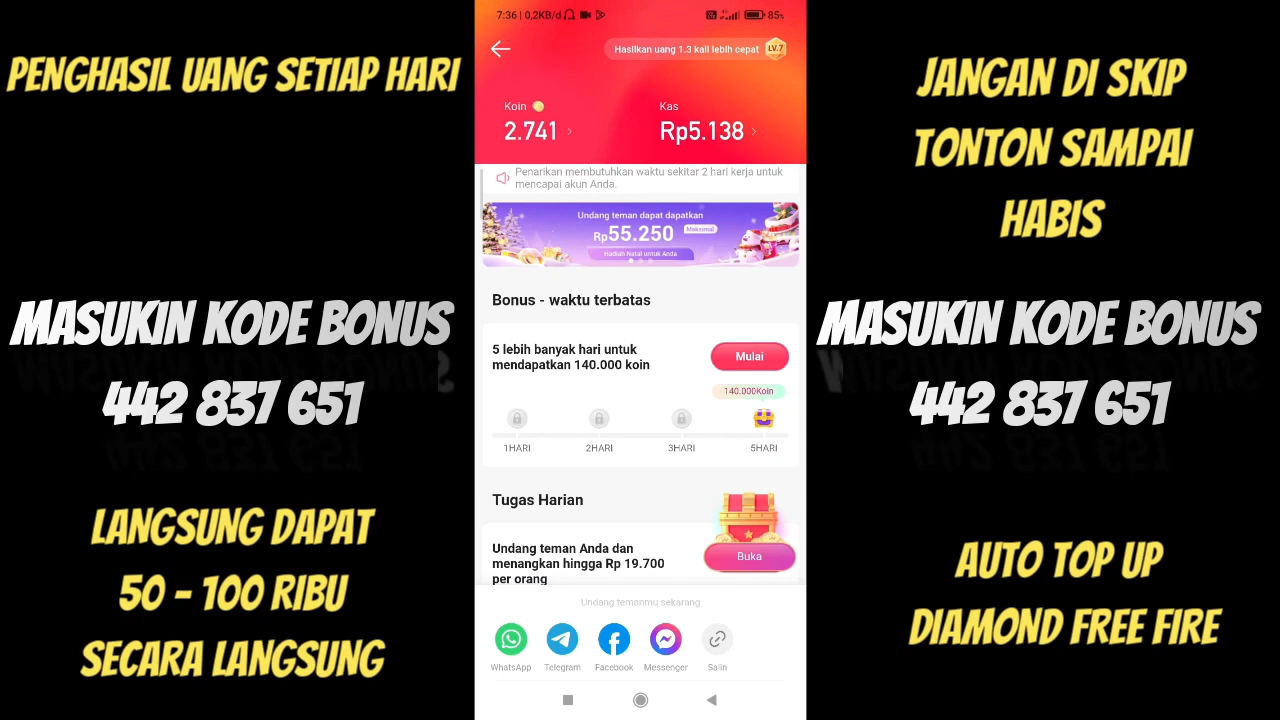 PENGHASIL UANG SETIAP HARI
MASUKIN KODE BONUS
442 837 651
LANGSUNG DAPAT
50 - 100 RIBU
SECARA LANGSUNG
7:36 | 0,2KB/d
85%
Hasilkan uang 1.3 kali lebih cepat
LV.7
Koin
Kas
2.741
Rp5.138
Penarikan membutuhkan waktu sekitar 2 hari kerja untuk
mencapai akun Anda.
Undang teman dapat dapatkan
Rp55.250 Maksimal
Hadiah Natal untuk Anda
Bonus - waktu terbatas
5 lebih banyak hari untuk
mendapatkan 140.000 koin
Mulai
140.000Koin
1HARI 2HARI 3HARI 5HARI
Tugas Harian
Undang teman Anda dan
menangkan hingga Rp 19.700
per orang
Buka
Undang temanmu sekarang
WhatsApp Telegram Facebook Messenger Salin
JANGAN DI SKIP
TONTON SAMPAI
HABIS
MASUKIN KODE BONUS
442 837 651
AUTO TOP UP
DIAMOND FREE FIRE